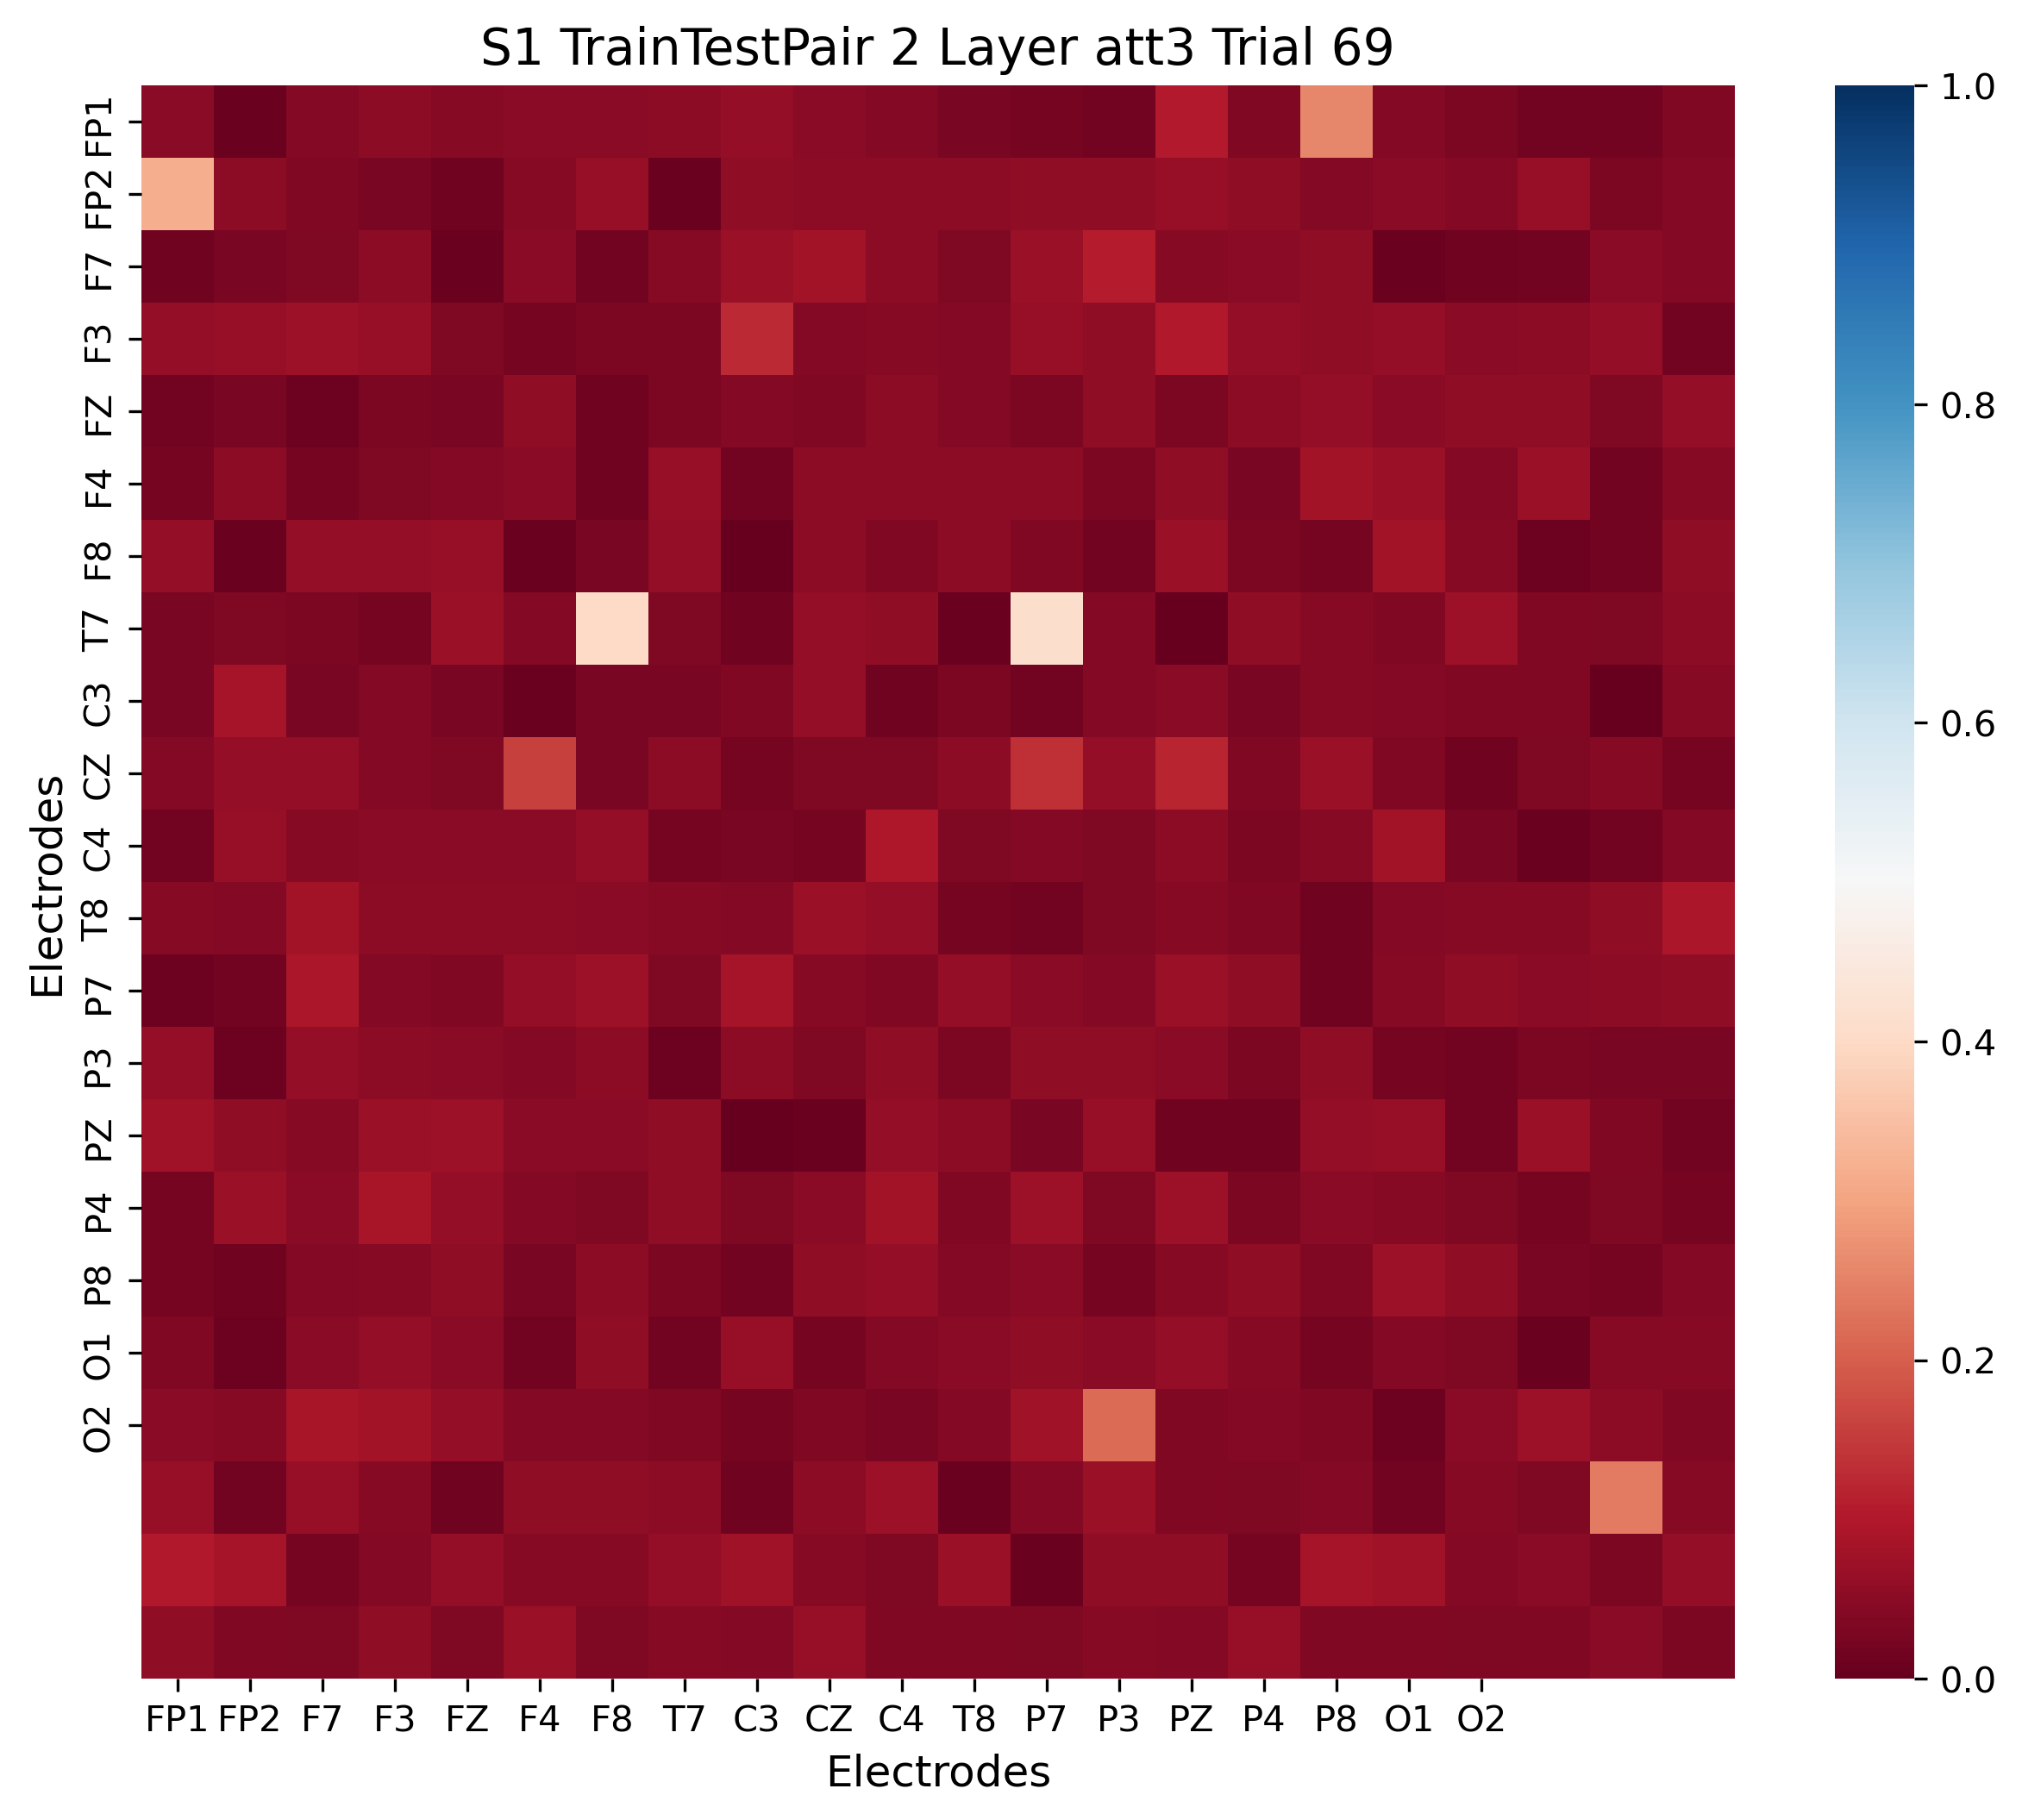 S1 TrainTestPair 2 Layer att3 Trial 69
Electrodes
FP1
FP2
F7
F3
FZ
F4
F8
T7
C3
CZ
C4
T8
P7
P3
PZ
P4
P8
O1
O2
FP1 FP2 F7 F3 FZ F4 F8 T7 C3 CZ C4 T8 P7 P3 PZ P4 P8 O1 O2
Electrodes
1.0
0.8
0.6
0.4
0.2
0.0